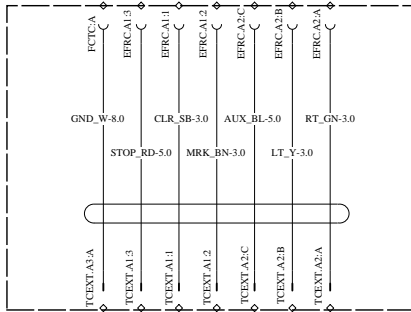 FCTC:A
EFRC.A1:3
EFRC.A1:1
EFRC.A1:2
EFRC.A2:C
EFRC.A2:B
EFRC.A2:A
GND_W-8.0
CLR_SB-3.0
AUX_BL-5.0
RT_GN-3.0
STOP_RD-5.0
MRK_BN-3.0
LT_Y-3.0
TCEXT.A3:A
TCEXT.A1:3
TCEXT.A1:1
TCEXT.A1:2
TCEXT.A2:C
TCEXT.A2:B
TCEXT.A2:A